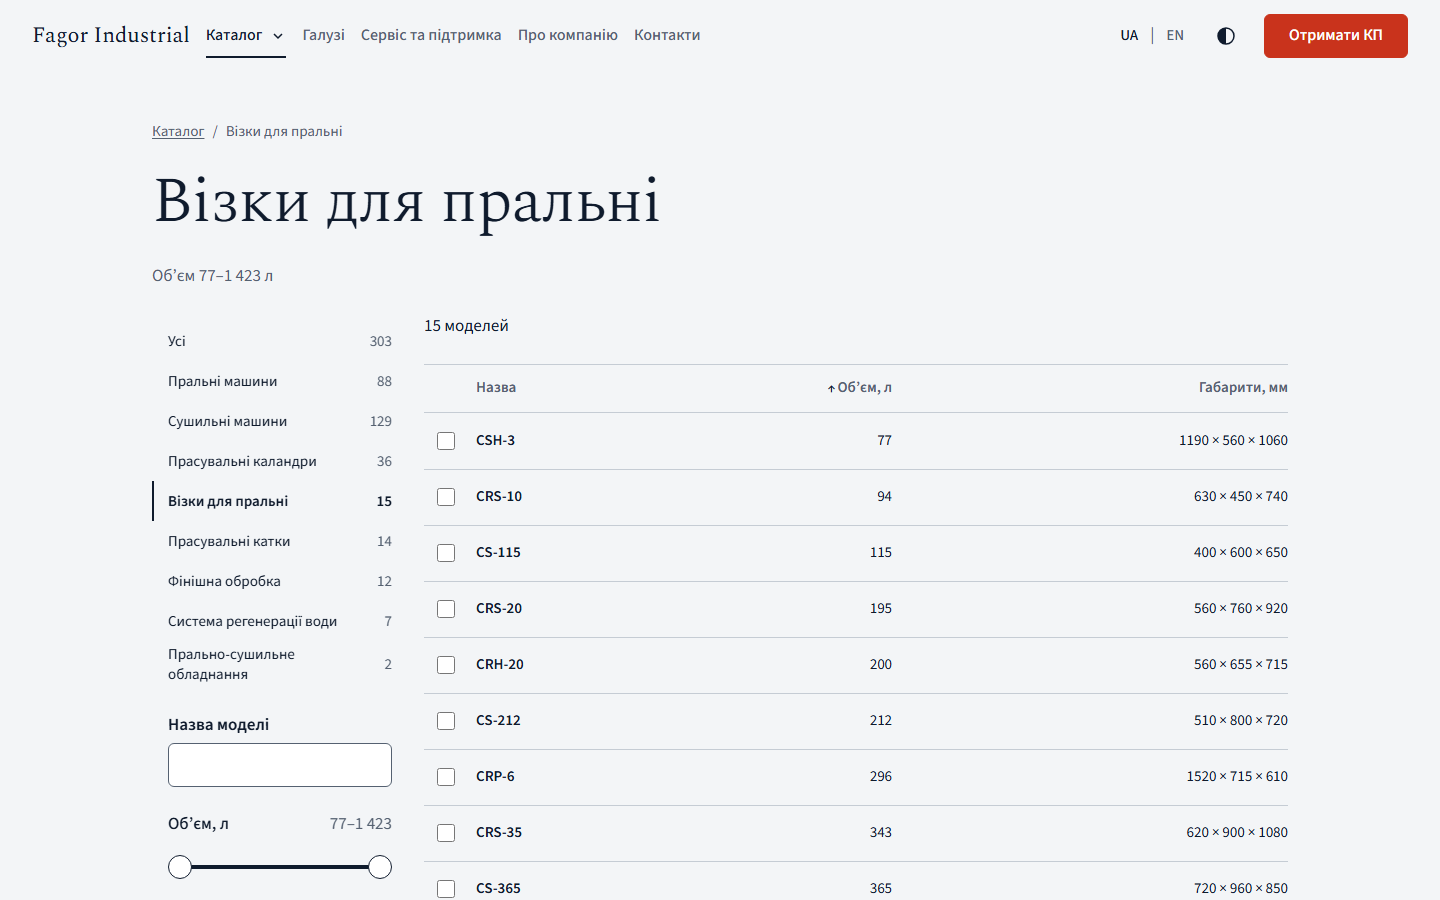 Fagor Industrial Каталог Галузі Сервіс та підтримка Про компанію Контакти UA | EN Отримати КП
Каталог / Візки для пральні
Візки для пральні
Об’єм 77–1 423 л
Усі 303
Пральні машини 88
Сушильні машини 129
Прасувальні каландри 36
Візки для пральні 15
Прасувальні катки 14
Фінішна обробка 12
Система регенерації води 7
Прально-сушильне
обладнання 2
Назва моделі
Об’єм, л 77–1 423
15 моделей
Назва ↑ Об’єм, л Габарити, мм
CSH-3 77 1190 × 560 × 1060
CRS-10 94 630 × 450 × 740
CS-115 115 400 × 600 × 650
CRS-20 195 560 × 760 × 920
CRH-20 200 560 × 655 × 715
CS-212 212 510 × 800 × 720
CRP-6 296 1520 × 715 × 610
CRS-35 343 620 × 900 × 1080
CS-365 365 720 × 960 × 850